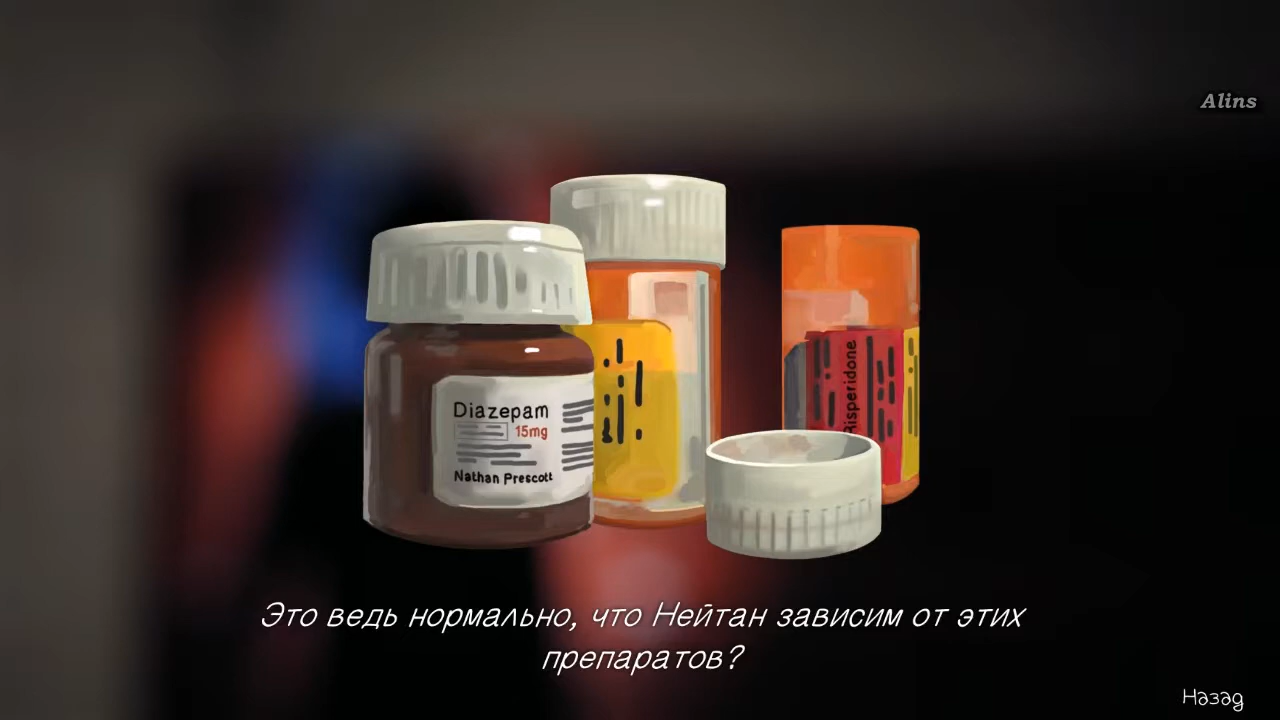 Alins
Diazepam
15mg
Nathan Prescott
Risperidone
Это ведь нормально, что Нейтан зависим от этих
препаратов?
Назад